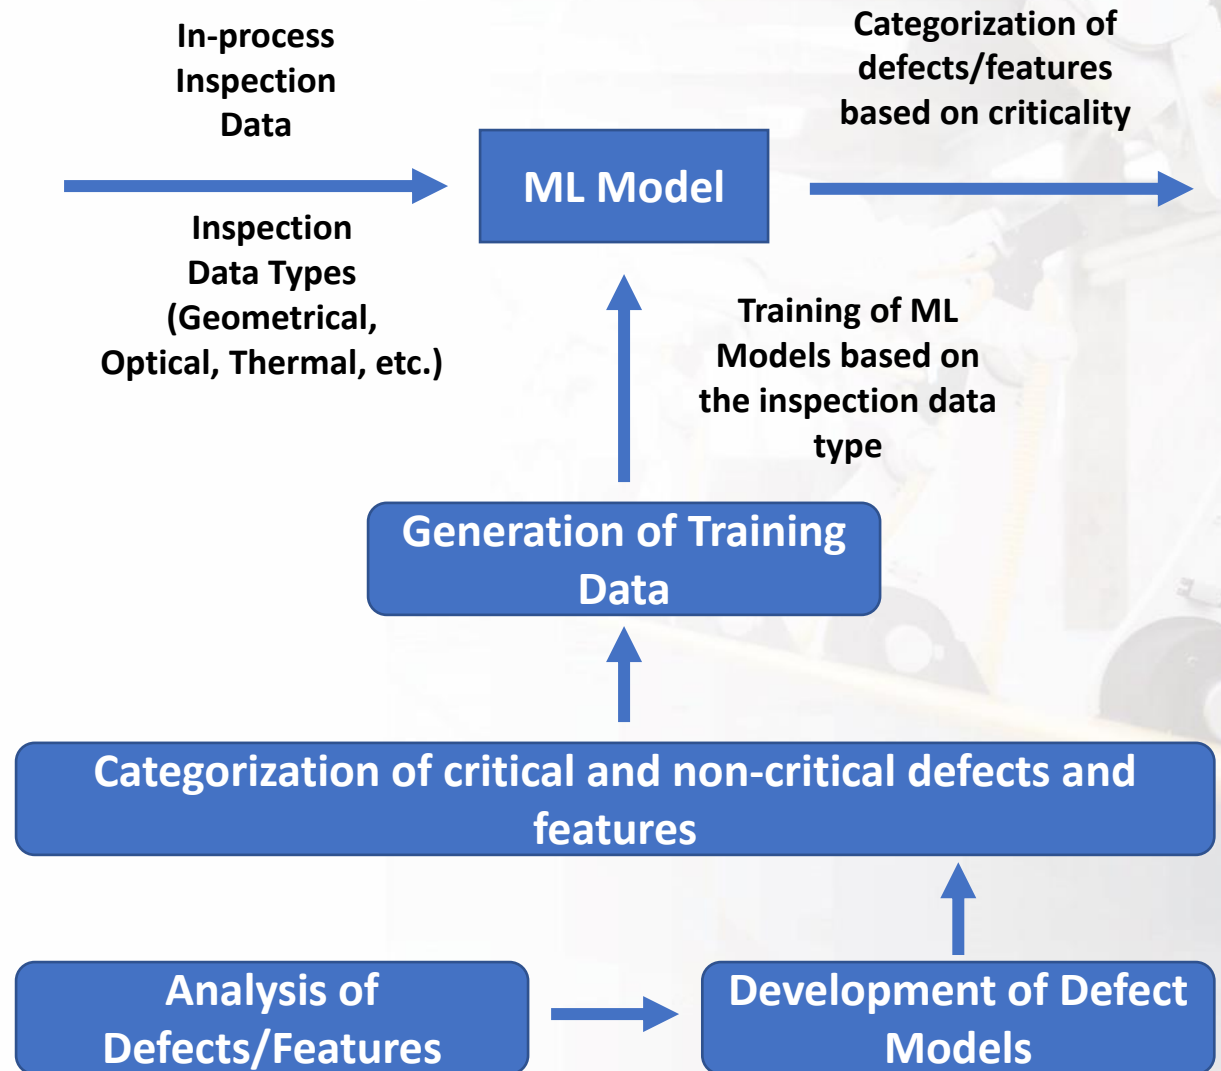 In-process
Inspection
Data
Categorization of
defects/features
based on criticality
ML Model
Inspection
Data Types
(Geometrical,
Optical, Thermal, etc.)
Training of ML
Models based on
the inspection data
type
Generation of Training
Data
Categorization of critical and non-critical defects and
features
Analysis of
Defects/Features
Development of Defect
Models